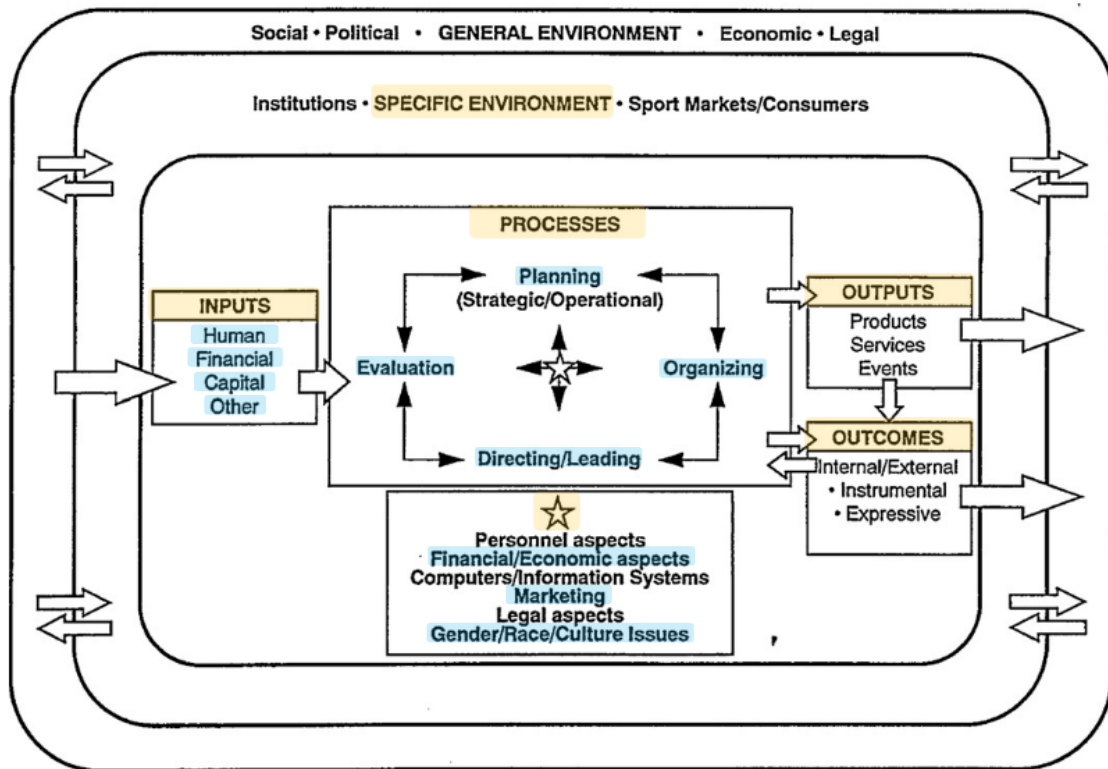 Social • Political • GENERAL ENVIRONMENT • Economic • Legal
Institutions • SPECIFIC ENVIRONMENT • Sport Markets/Consumers
PROCESSES
Planning
(Strategic/Operational)
Evaluation
Organizing
Directing/Leading
INPUTS
Human
Financial
Capital
Other
OUTPUTS
Products
Services
Events
OUTCOMES
Internal/External
• Instrumental
• Expressive
Personnel aspects
Financial/Economic aspects
Computers/Information Systems
Marketing
Legal aspects
Gender/Race/Culture Issues